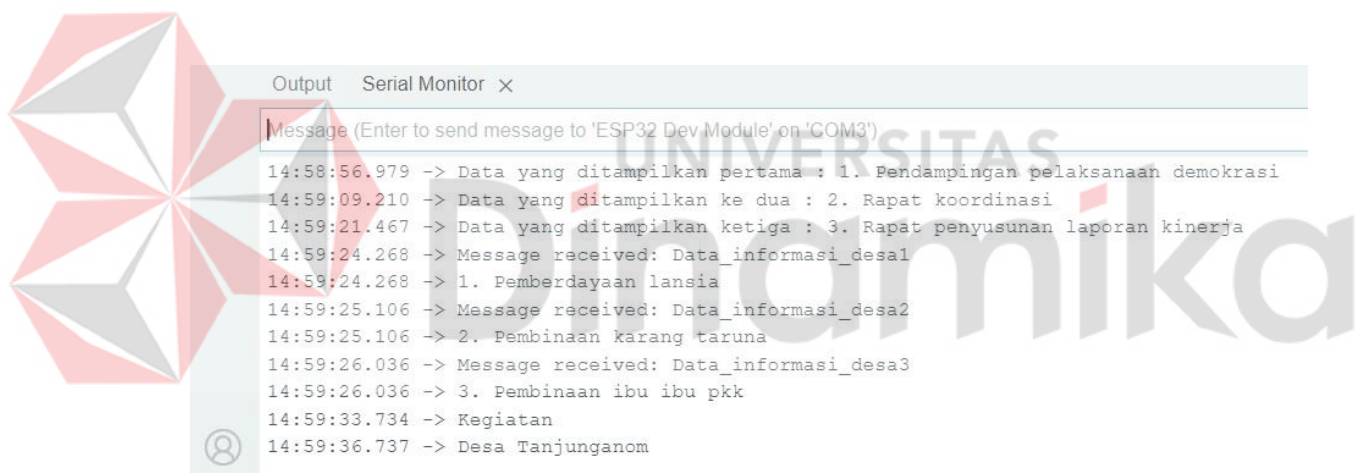 Output Serial Monitor ×
Message (Enter to send message to 'ESP32 Dev Module' on 'COM3')
UNIVERSITAS
Dinamika
14:58:56.979 -> Data yang ditampilkan pertama : 1. Pendampingan pelaksanaan demokrasi
14:59:09.210 -> Data yang ditampilkan ke dua : 2. Rapat koordinasi
14:59:21.467 -> Data yang ditampilkan ketiga : 3. Rapat penyusunan laporan kinerja
14:59:24.268 -> Message received: Data_informasi_desa1
14:59:24.268 -> 1. Pemberdayaan lansia
14:59:25.106 -> Message received: Data_informasi_desa2
14:59:25.106 -> 2. Pembinaan karang taruna
14:59:26.036 -> Message received: Data_informasi_desa3
14:59:26.036 -> 3. Pembinaan ibu ibu pkk
14:59:33.734 -> Kegiatan
14:59:36.737 -> Desa Tanjunganom